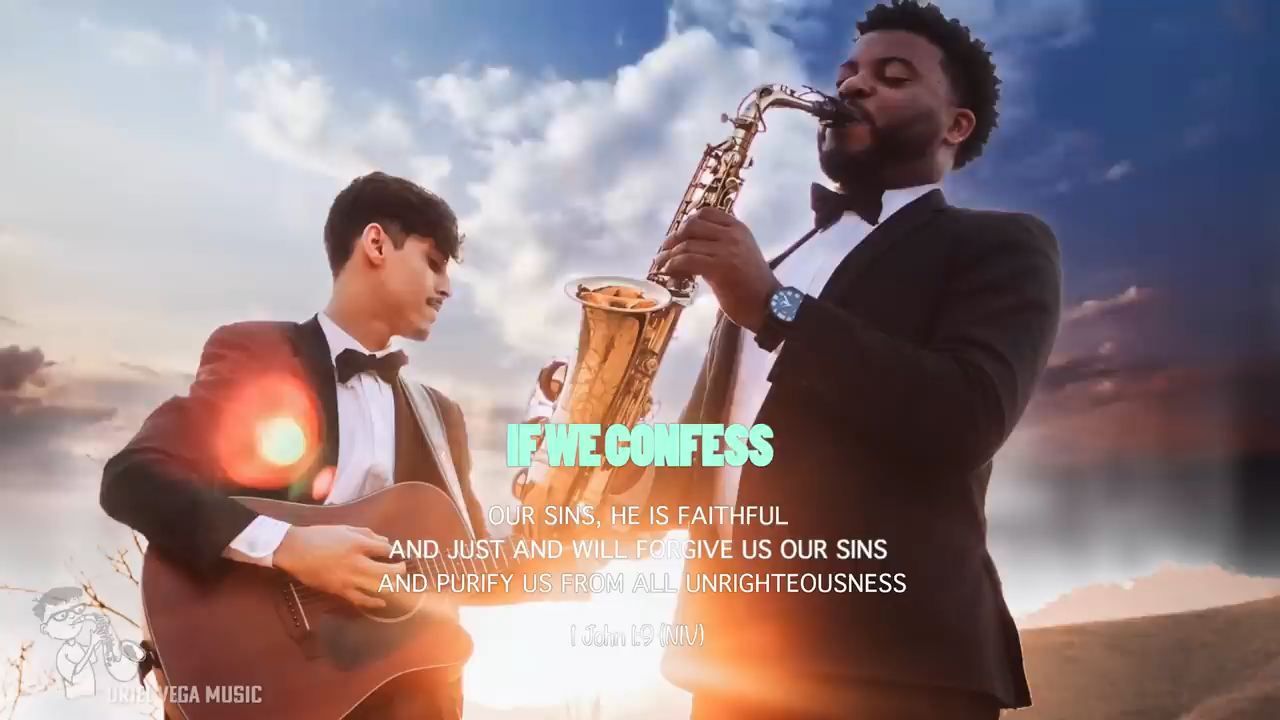 IF WE CONFESS
OUR SINS, HE IS FAITHFUL
AND JUST AND WILL FORGIVE US OUR SINS
AND PURIFY US FROM ALL UNRIGHTEOUSNESS
1 John 1:9 (NIV)
URIEL VEGA MUSIC